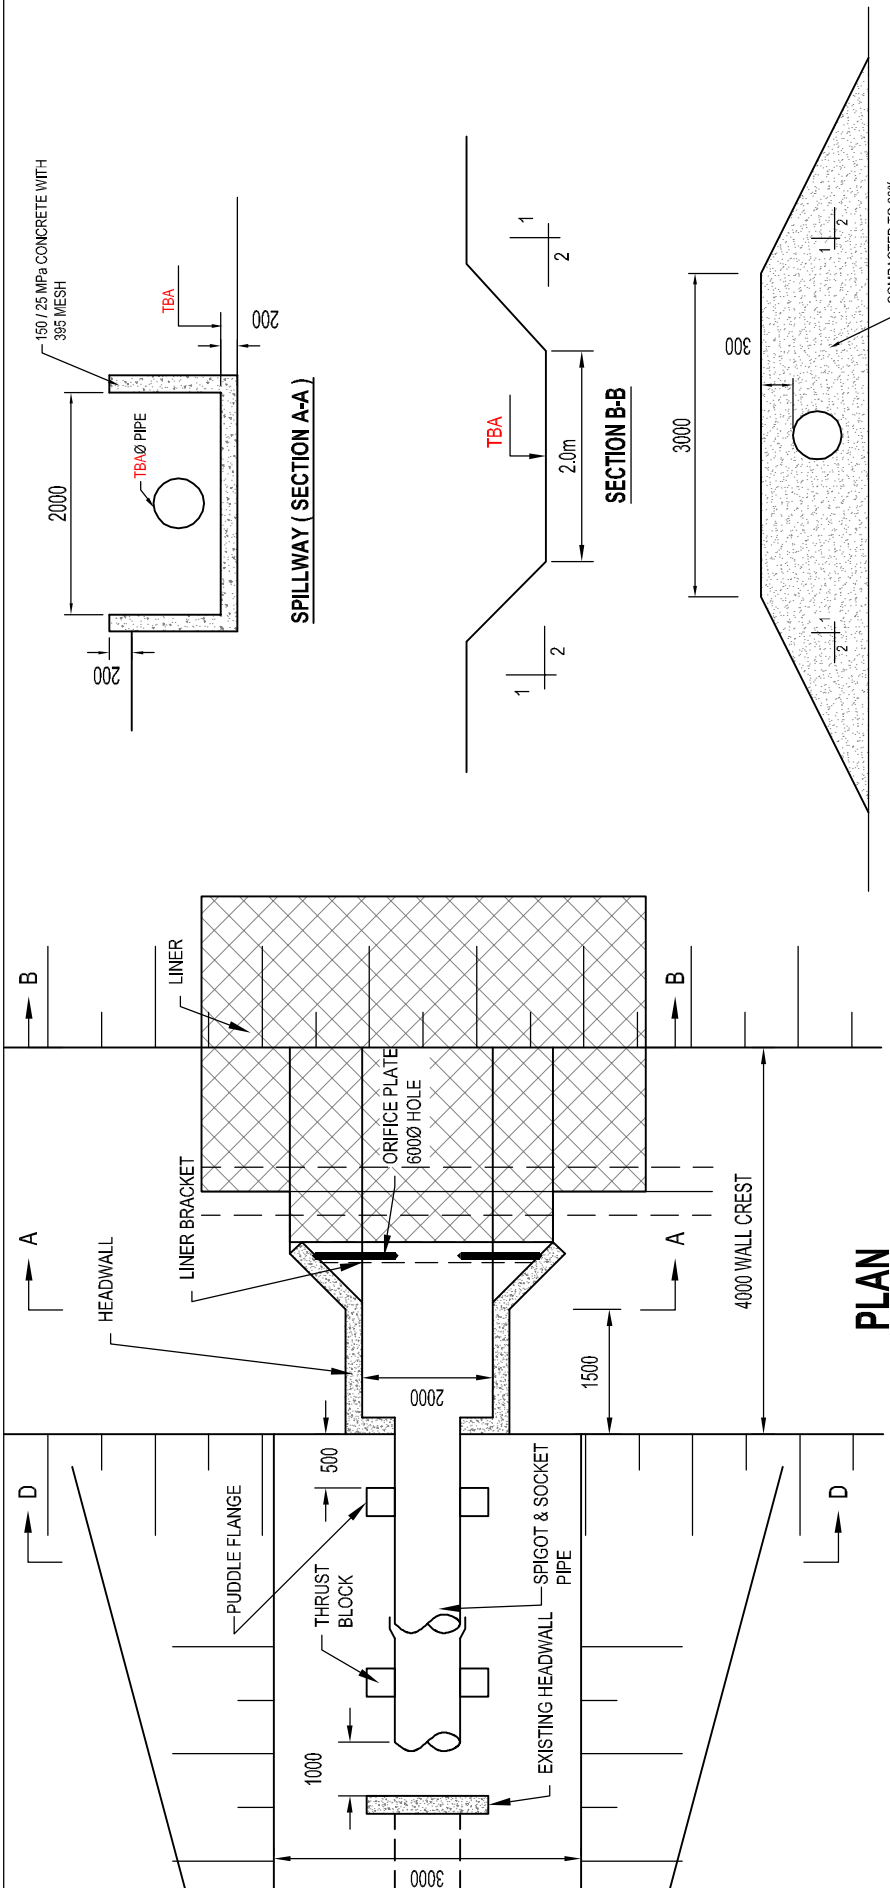 150 / 25 MPa CONCRETE WITH
395 MESH
TBA
200
TBAØ PIPE
2000
200
SPILLWAY ( SECTION A-A )
1
2
TBA
2.0m
1
2
SECTION B-B
300
3000
1
2
1
2
B
LINER
B
ORIFICE PLATE
600Ø HOLE
LINER BRACKET
A
HEADWALL
A
4000 WALL CREST
1500
2000
PLAN
500
D
PUDDLE FLANGE
THRUST
BLOCK
SPIGOT & SOCKET
PIPE
D
1000
EXISTING HEADWALL
3000